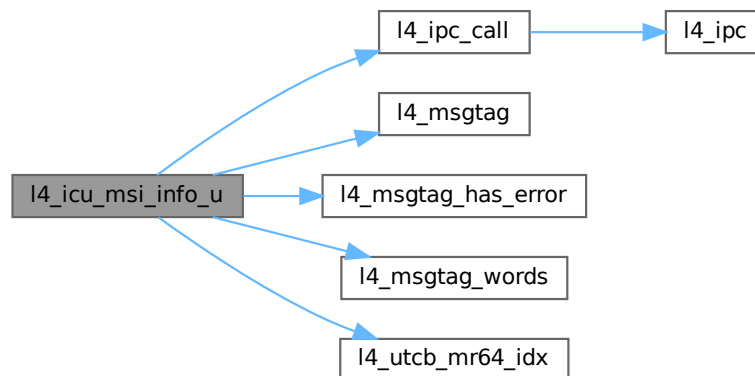 l4_ipc_call
l4_ipc
l4_msgtag
l4_icu_msi_info_u
l4_msgtag_has_error
l4_msgtag_words
l4_utcb_mr64_idx